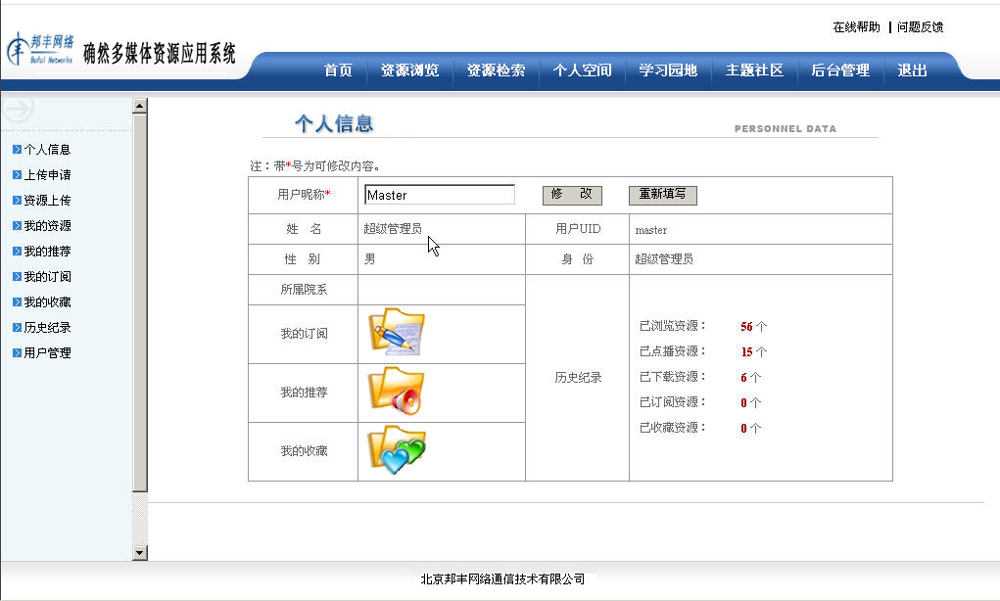 在线帮助 | 问题反馈
邦丰网络
Boful Networks
确然多媒体资源应用系统
首页 资源浏览 资源检索 个人空间 学习园地 主题社区 后台管理 退出
个人信息
上传申请
资源上传
我的资源
我的推荐
我的订阅
我的收藏
历史纪录
用户管理
个人信息
PERSONNEL DATA
注：带*号为可修改内容。
用户昵称* Master 修 改 重新填写
姓 名 超级管理员 用户UID master
性 别 男 身 份 超级管理员
所属院系
我的订阅
我的推荐
我的收藏
历史纪录
已浏览资源： 56 个
已点播资源： 15 个
已下载资源： 6 个
已订阅资源： 0 个
已收藏资源： 0 个
北京邦丰网络通信技术有限公司